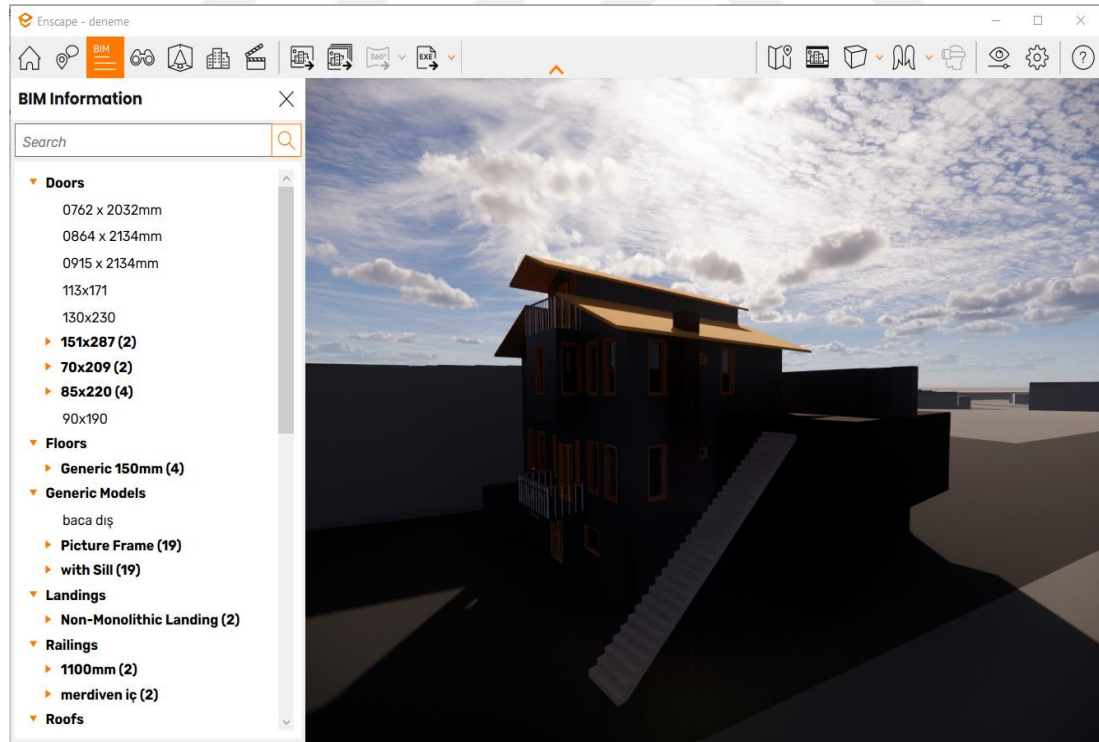 Enscape - deneme
BIM
360°
EXE
?
BIM Information
Search
Doors
0762 x 2032mm
0864 x 2134mm
0915 x 2134mm
113x171
130x230
151x287 (2)
70x209 (2)
85x220 (4)
90x190
Floors
Generic 150mm (4)
Generic Models
baca dış
Picture Frame (19)
with Sill (19)
Landings
Non-Monolithic Landing (2)
Railings
1100mm (2)
merdiven iç (2)
Roofs